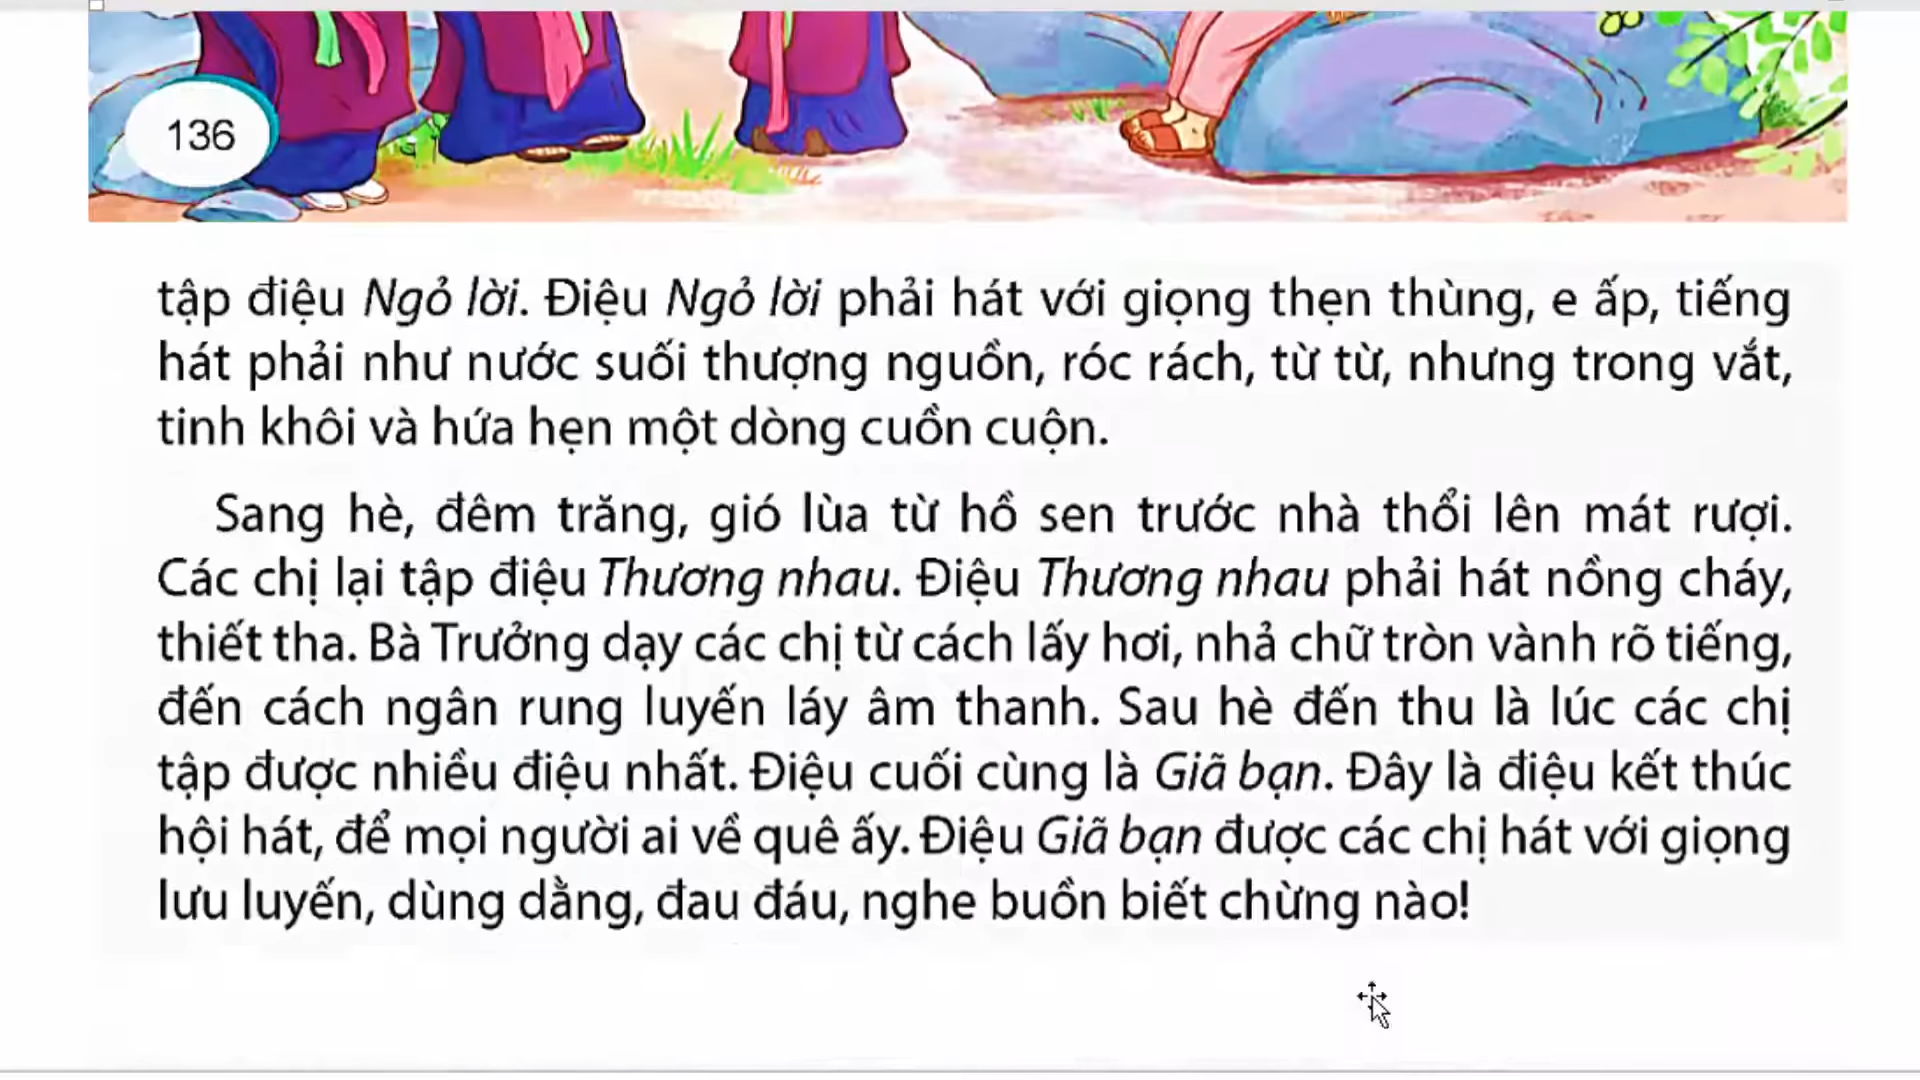 136
tập điệu Ngỏ lời. Điệu Ngỏ lời phải hát với giọng thẹn thùng, e ấp, tiếng
hát phải như nước suối thượng nguồn, róc rách, từ từ, nhưng trong vắt,
tinh khôi và hứa hẹn một dòng cuồn cuộn.
Sang hè, đêm trăng, gió lùa từ hồ sen trước nhà thổi lên mát rượi.
Các chị lại tập điệu Thương nhau. Điệu Thương nhau phải hát nồng cháy,
thiết tha. Bà Trưởng dạy các chị từ cách lấy hơi, nhả chữ tròn vành rõ tiếng,
đến cách ngân rung luyến láy âm thanh. Sau hè đến thu là lúc các chị
tập được nhiều điệu nhất. Điệu cuối cùng là Giã bạn. Đây là điệu kết thúc
hội hát, để mọi người ai về quê ấy. Điệu Giã bạn được các chị hát với giọng
lưu luyến, dùng dằng, đau đáu, nghe buồn biết chừng nào!